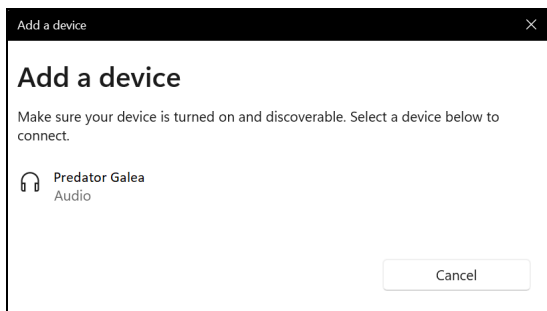 Add a device
Add a device
Make sure your device is turned on and discoverable. Select a device below to
connect.
Predator Galea
Audio
Cancel